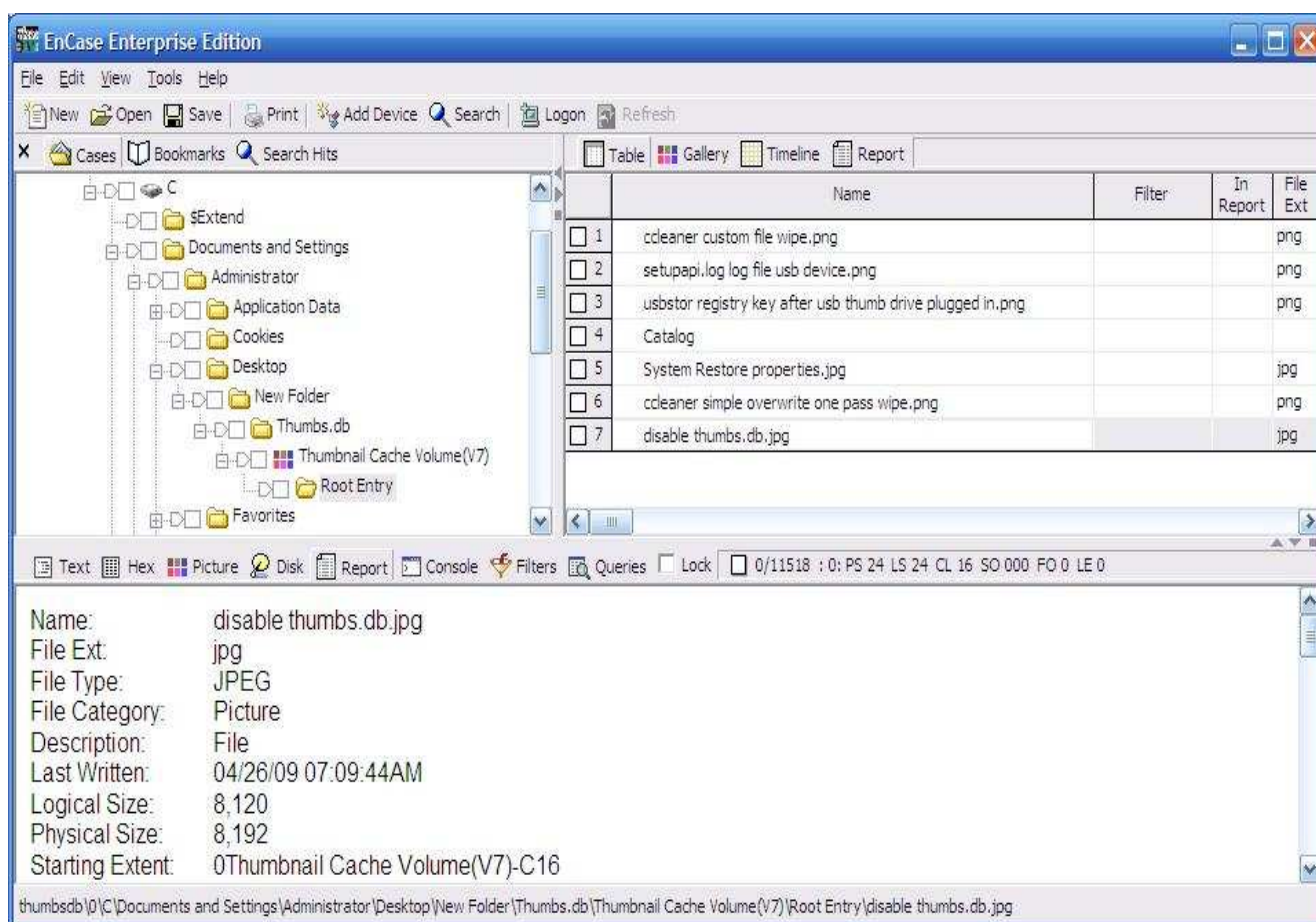 EnCase Enterprise Edition
File Edit View Tools Help
New Open Save Print Add Device Search Logon Refresh
× Cases Bookmarks Search Hits
Table Gallery Timeline Report
C
$Extend
Documents and Settings
Administrator
Application Data
Cookies
Desktop
New Folder
Thumbs.db
Thumbnail Cache Volume(V7)
Root Entry
Favorites
Name Filter In Report File Ext
1 ccleaner custom file wipe.png png
2 setupapi.log log file usb device.png png
3 usbstor registry key after usb thumb drive plugged in.png png
4 Catalog
5 System Restore properties.jpg jpg
6 ccleaner simple overwrite one pass wipe.png png
7 disable thumbs.db.jpg jpg
Text Hex Picture Disk Report Console Filters Queries Lock 0/11518 : 0: PS 24 LS 24 CL 16 SO 000 FO 0 LE 0
Name: disable thumbs.db.jpg
File Ext: jpg
File Type: JPEG
File Category: Picture
Description: File
Last Written: 04/26/09 07:09:44AM
Logical Size: 8,120
Physical Size: 8,192
Starting Extent: 0Thumbnail Cache Volume(V7)-C16
thumbsdb\0\C\Documents and Settings\Administrator\Desktop\New Folder\Thumbs.db\Thumbnail Cache Volume(V7)\Root Entry\disable thumbs.db.jpg